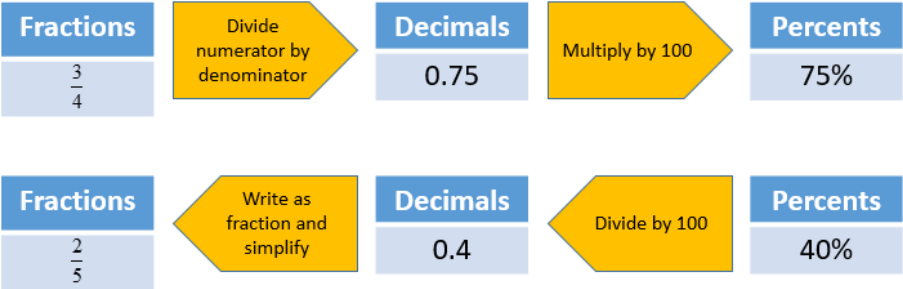 Fractions
Divide
numerator by
denominator
Decimals
Multiply by 100
Percents
3
4
0.75
75%
Fractions
Write as
fraction and
simplify
Decimals
Divide by 100
Percents
2
5
0.4
40%